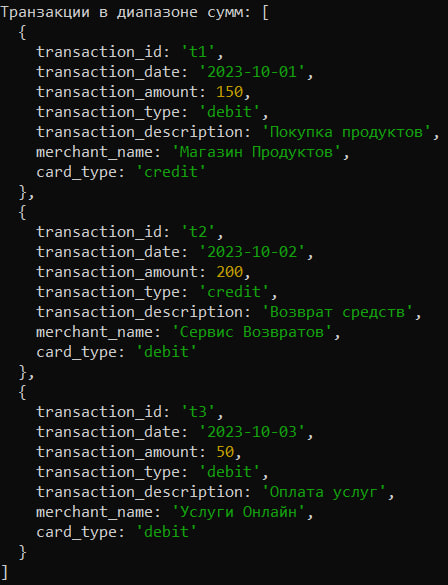 Транзакции в диапазоне сумм: [
  {
    transaction_id: 't1',
    transaction_date: '2023-10-01',
    transaction_amount: 150,
    transaction_type: 'debit',
    transaction_description: 'Покупка продуктов',
    merchant_name: 'Магазин Продуктов',
    card_type: 'credit'
  },
  {
    transaction_id: 't2',
    transaction_date: '2023-10-02',
    transaction_amount: 200,
    transaction_type: 'credit',
    transaction_description: 'Возврат средств',
    merchant_name: 'Сервис Возвратов',
    card_type: 'debit'
  },
  {
    transaction_id: 't3',
    transaction_date: '2023-10-03',
    transaction_amount: 50,
    transaction_type: 'debit',
    transaction_description: 'Оплата услуг',
    merchant_name: 'Услуги Онлайн',
    card_type: 'debit'
  }
]